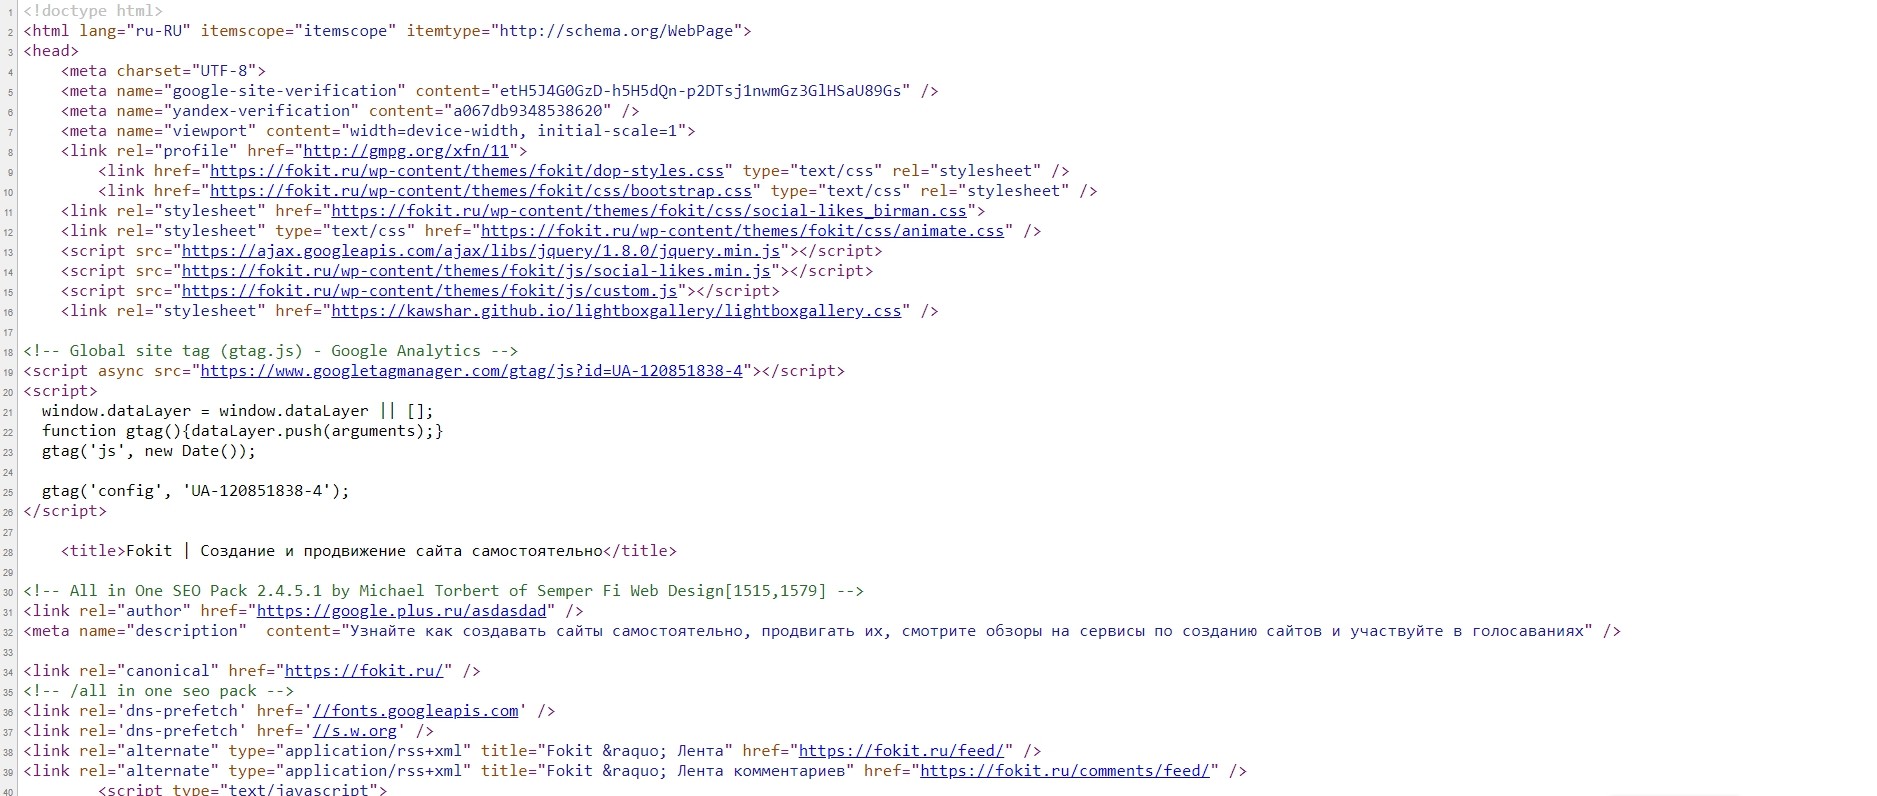 1 <!doctype html>
2 <html lang="ru-RU" itemscope="itemscope" itemtype="http://schema.org/WebPage">
3 <head>
4 <meta charset="UTF-8">
5 <meta name="google-site-verification" content="etH5J4G0GzD-h5H5dQn-p2DTsj1nwmGz3GlHSaU89Gs" />
6 <meta name="yandex-verification" content="a067db9348538620" />
7 <meta name="viewport" content="width=device-width, initial-scale=1">
8 <link rel="profile" href="http://gmpg.org/xfn/11">
9 <link href="https://fokit.ru/wp-content/themes/fokit/dop-styles.css" type="text/css" rel="stylesheet" />
10 <link href="https://fokit.ru/wp-content/themes/fokit/css/bootstrap.css" type="text/css" rel="stylesheet" />
11 <link rel="stylesheet" href="https://fokit.ru/wp-content/themes/fokit/css/social-likes_birman.css">
12 <link rel="stylesheet" type="text/css" href="https://fokit.ru/wp-content/themes/fokit/css/animate.css" />
13 <script src="https://ajax.googleapis.com/ajax/libs/jquery/1.8.0/jquery.min.js"></script>
14 <script src="https://fokit.ru/wp-content/themes/fokit/js/social-likes.min.js"></script>
15 <script src="https://fokit.ru/wp-content/themes/fokit/js/custom.js"></script>
16 <link rel="stylesheet" href="https://kawshar.github.io/lightboxgallery/lightboxgallery.css" />
17
18 <!-- Global site tag (gtag.js) - Google Analytics -->
19 <script async src="https://www.googletagmanager.com/gtag/js?id=UA-120851838-4"></script>
20 <script>
21 window.dataLayer = window.dataLayer || [];
22 function gtag(){dataLayer.push(arguments);}
23 gtag('js', new Date());
24
25 gtag('config', 'UA-120851838-4');
26 </script>
27
28 <title>Fokit | Создание и продвижение сайта самостоятельно</title>
29
30 <!-- All in One SEO Pack 2.4.5.1 by Michael Torbert of Semper Fi Web Design[1515,1579] -->
31 <link rel="author" href="https://google.plus.ru/asdasdad" />
32 <meta name="description"  content="Узнайте как создавать сайты самостоятельно, продвигать их, смотрите обзоры на сервисы по созданию сайтов и участвуйте в голосаваниях" />
33
34 <link rel="canonical" href="https://fokit.ru/" />
35 <!-- /all in one seo pack -->
36 <link rel='dns-prefetch' href='//fonts.googleapis.com' />
37 <link rel='dns-prefetch' href='//s.w.org' />
38 <link rel="alternate" type="application/rss+xml" title="Fokit &raquo; Лента" href="https://fokit.ru/feed/" />
39 <link rel="alternate" type="application/rss+xml" title="Fokit &raquo; Лента комментариев" href="https://fokit.ru/comments/feed/" />
40 <script type="text/javascript">